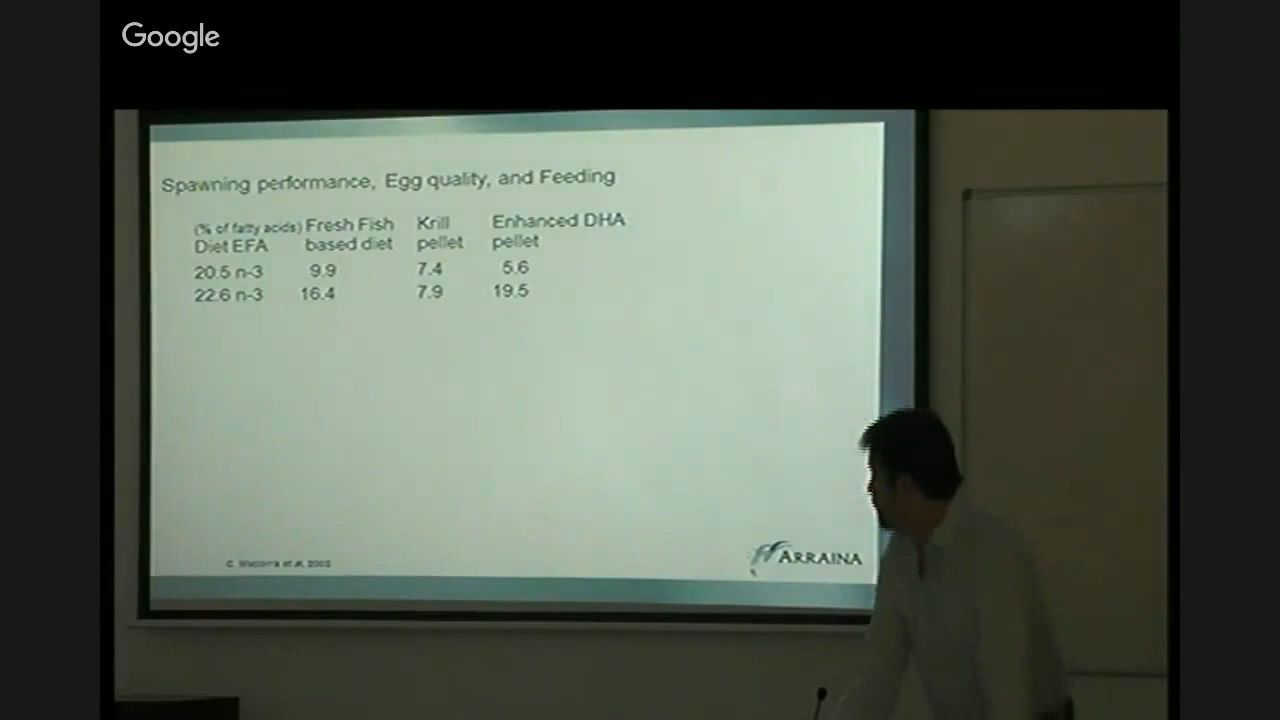 Google
Spawning performance, Egg quality, and Feeding
(% of fatty acids) Fresh Fish Krill Enhanced DHA
Diet EFA based diet pellet pellet
20:5 n-3 9.9 7.4 5.6
22:6 n-3 16.4 7.9 19.5
ARRAINA